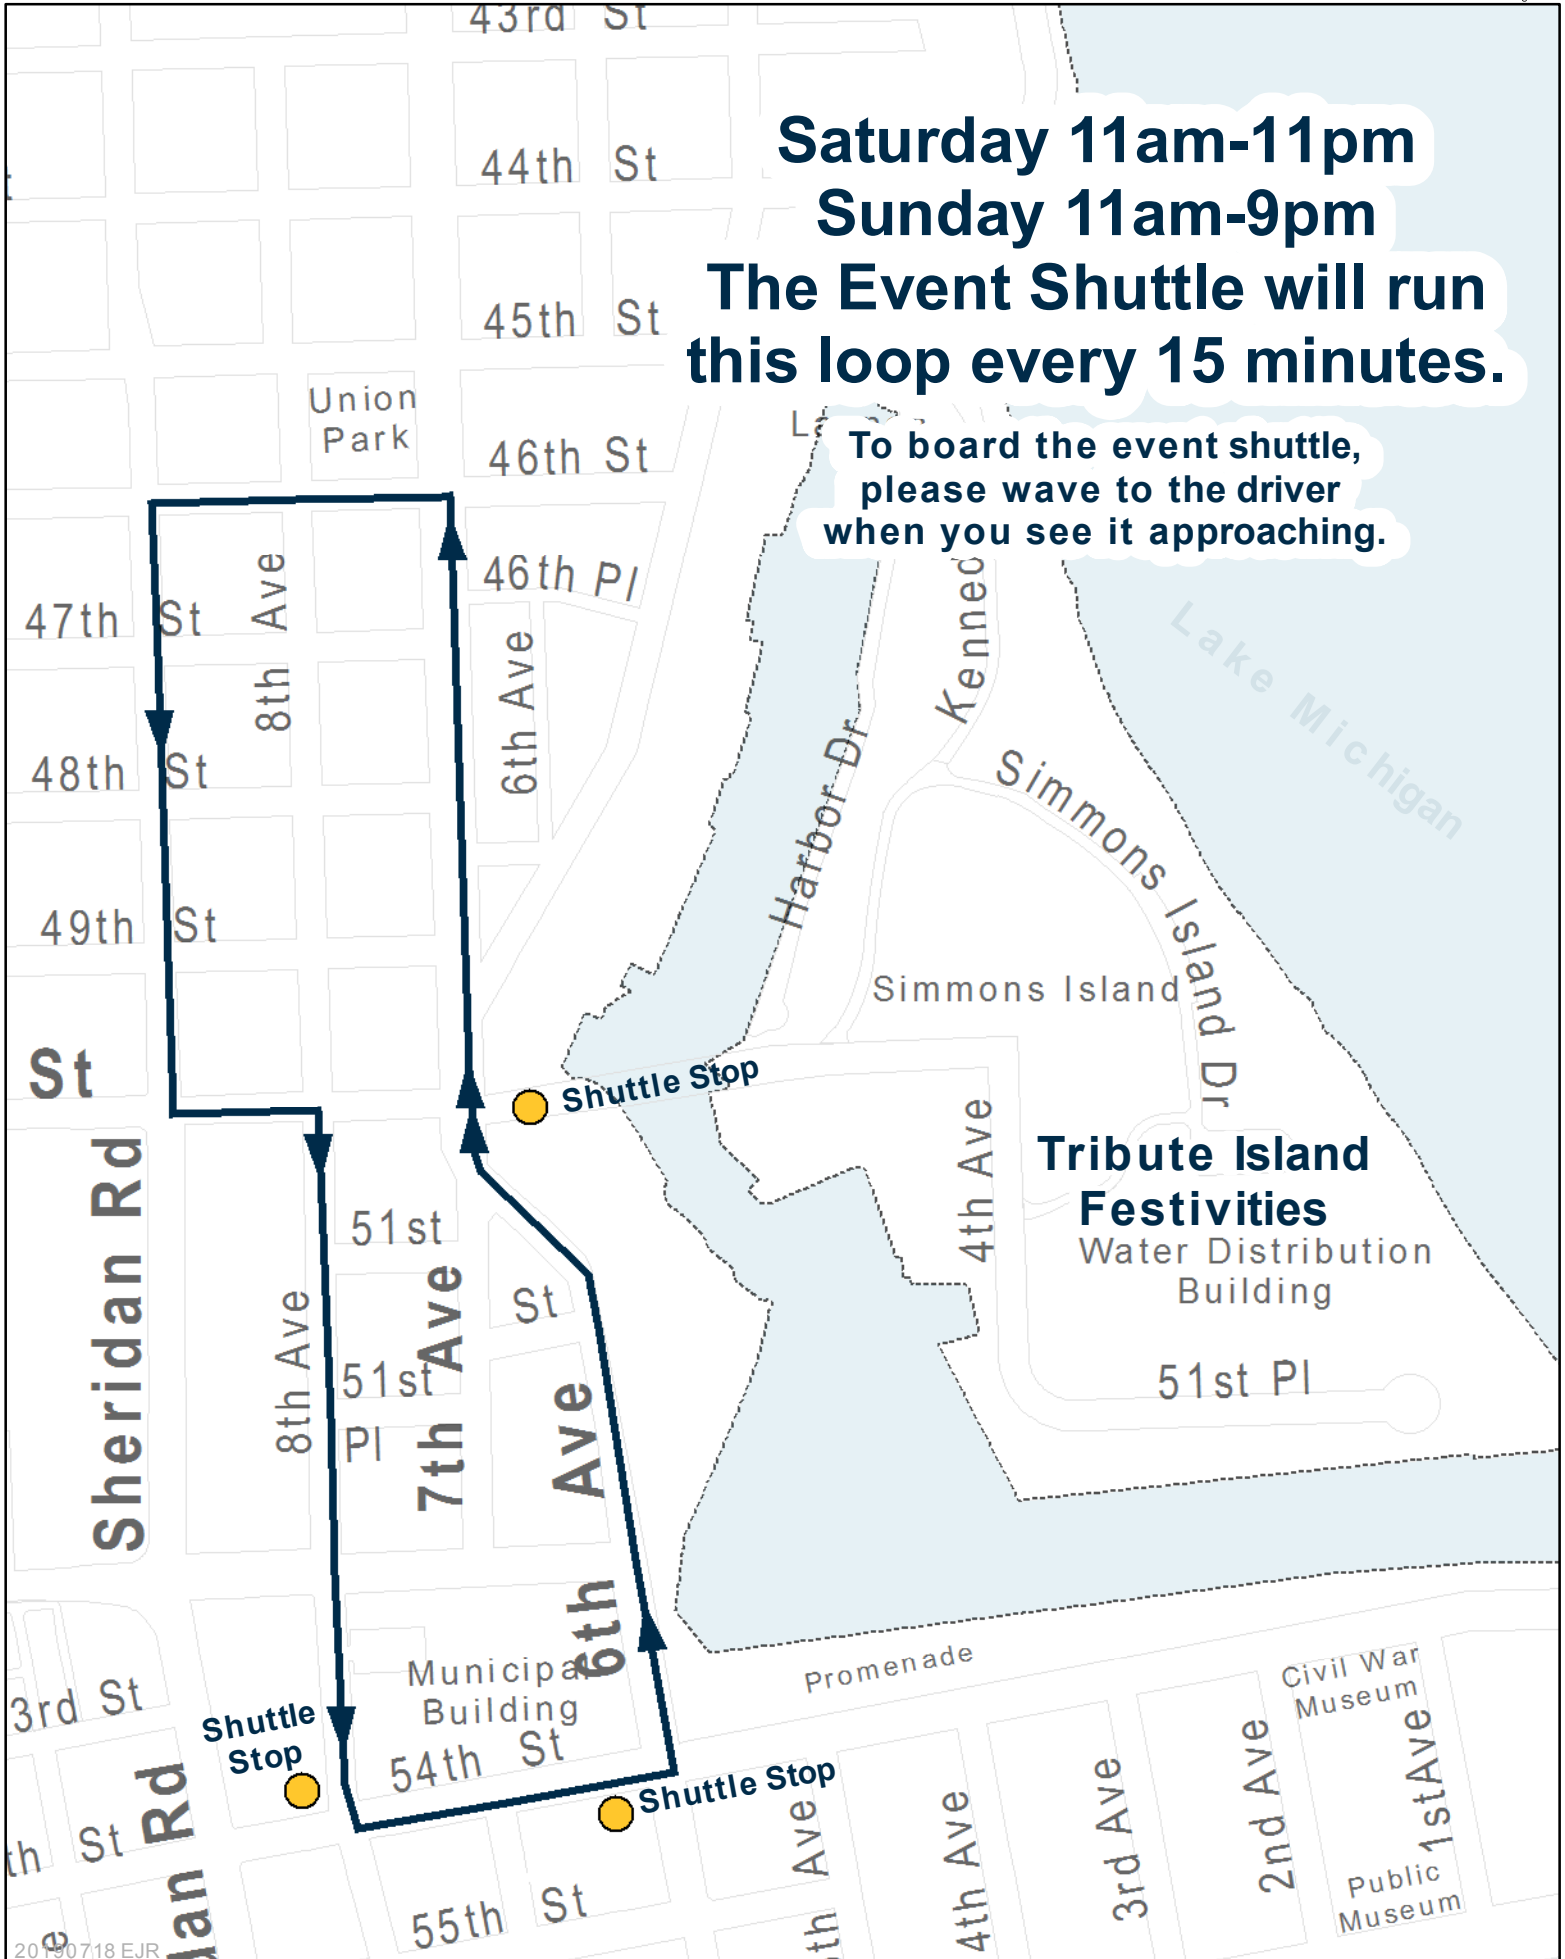 43rd St
Saturday 11am-11pm
Sunday 11am-9pm
The Event Shuttle will run
this loop every 15 minutes.
44th St
45th St
Union
Park
46th St
To board the event shuttle,
please wave to the driver
when you see it approaching.
46th Pl
8th Ave
47th St
6th Ave
Kenned
Lake Michigan
48th St
Harbor Dr
Simmons Island Dr
49th St
Simmons Island
St
Shuttle Stop
4th Ave
Tribute Island
Festivities
Water Distribution
Building
Sheridan Rd
51st St
7th Ave
8th Ave
51st
Pl
51st Pl
6th Ave
Municipal
Building
Promenade
Civil War
Museum
3rd St
Shuttle
Stop
54th St
Shuttle Stop
dan Rd
th St
th Ave
4th Ave
3rd Ave
2nd Ave
1st Ave
Public
Museum
55th St
e
20190718 EJR